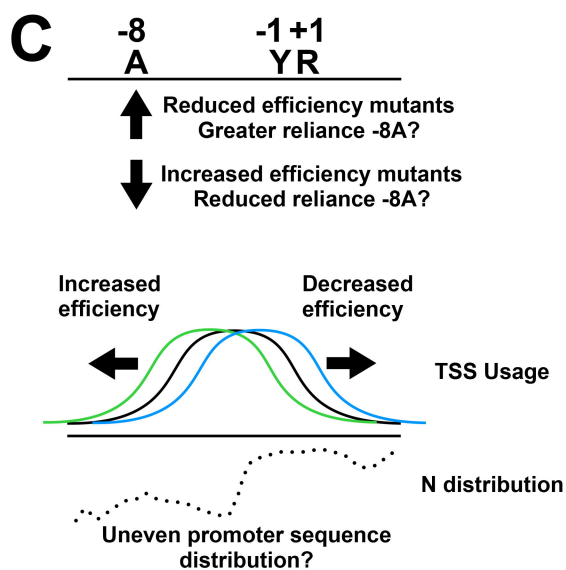 C
-8 -1 +1
A Y R
Reduced efficiency mutants
Greater reliance -8A?
Increased efficiency mutants
Reduced reliance -8A?
Increased
efficiency
Decreased
efficiency
TSS Usage
N distribution
Uneven promoter sequence
distribution?